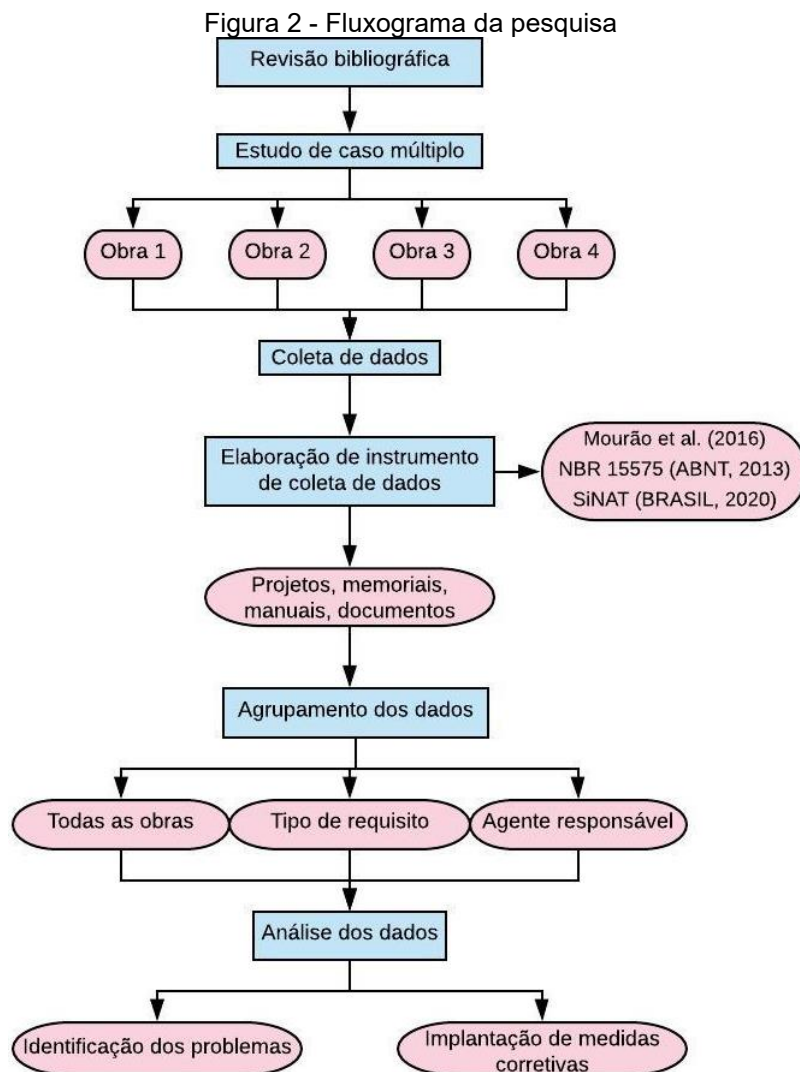 Figura 2 - Fluxograma da pesquisa
Revisão bibliográfica
Estudo de caso múltiplo
Obra 1
Obra 2
Obra 3
Obra 4
Coleta de dados
Elaboração de instrumento
de coleta de dados
Mourão et al. (2016)
NBR 15575 (ABNT, 2013)
SiNAT (BRASIL, 2020)
Projetos, memoriais,
manuais, documentos
Agrupamento dos dados
Todas as obras
Tipo de requisito
Agente responsável
Análise dos dados
Identificação dos problemas
Implantação de medidas
corretivas